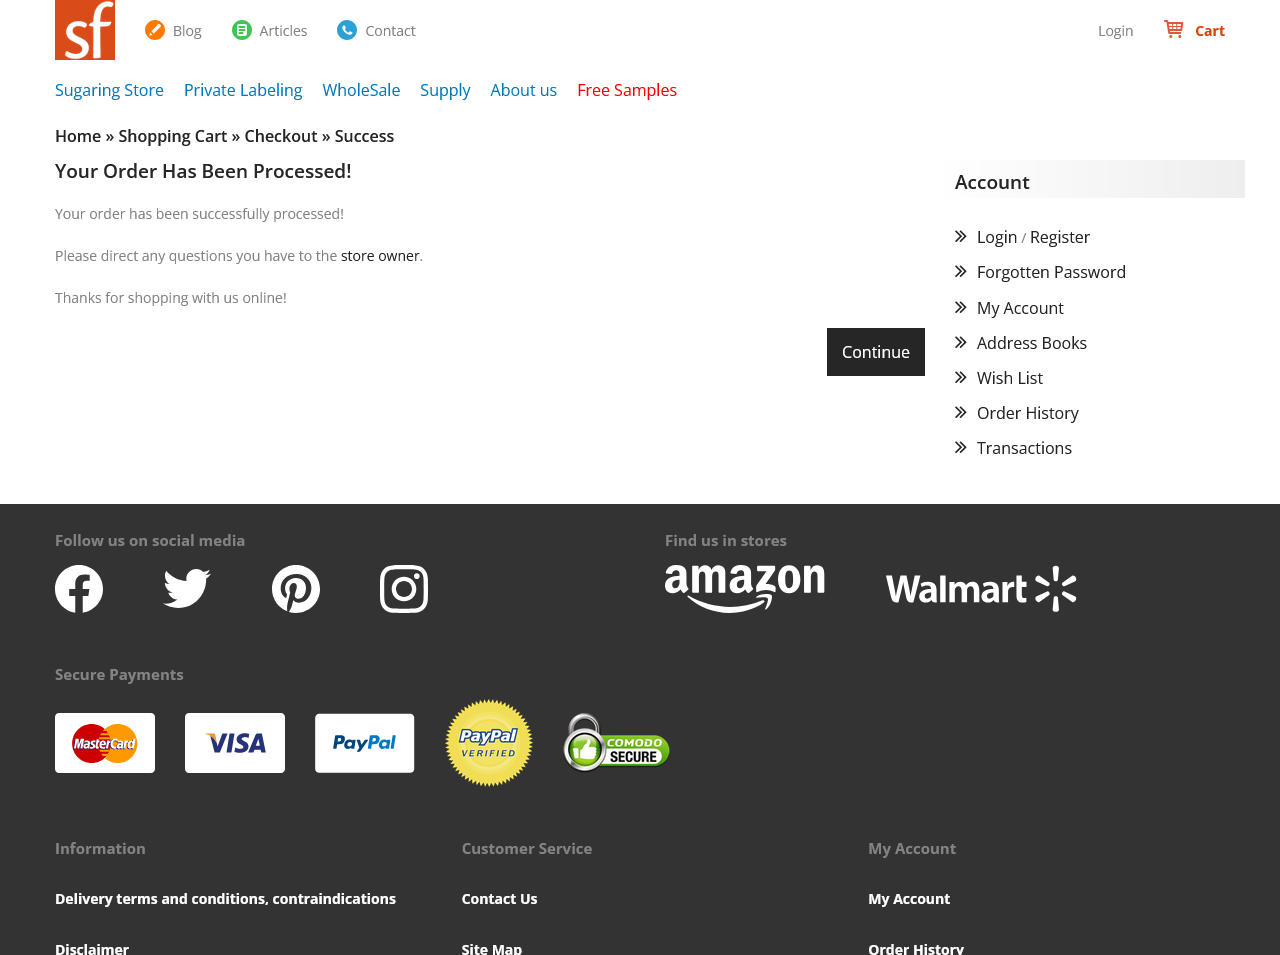 sf
Blog
Articles
Contact
Login
Cart
Sugaring Store
Private Labeling
WholeSale
Supply
About us
Free Samples
Home » Shopping Cart » Checkout » Success
Your Order Has Been Processed!
Your order has been successfully processed!
Please direct any questions you have to the store owner.
Thanks for shopping with us online!
Continue
Account
Login / Register
Forgotten Password
My Account
Address Books
Wish List
Order History
Transactions
Follow us on social media
Find us in stores
amazon
Walmart
Secure Payments
MasterCard
VISA
PayPal
PayPal
VERIFIED
COMODO
SECURE
Information
Customer Service
My Account
Delivery terms and conditions, contraindications
Contact Us
My Account
Disclaimer
Site Map
Order History